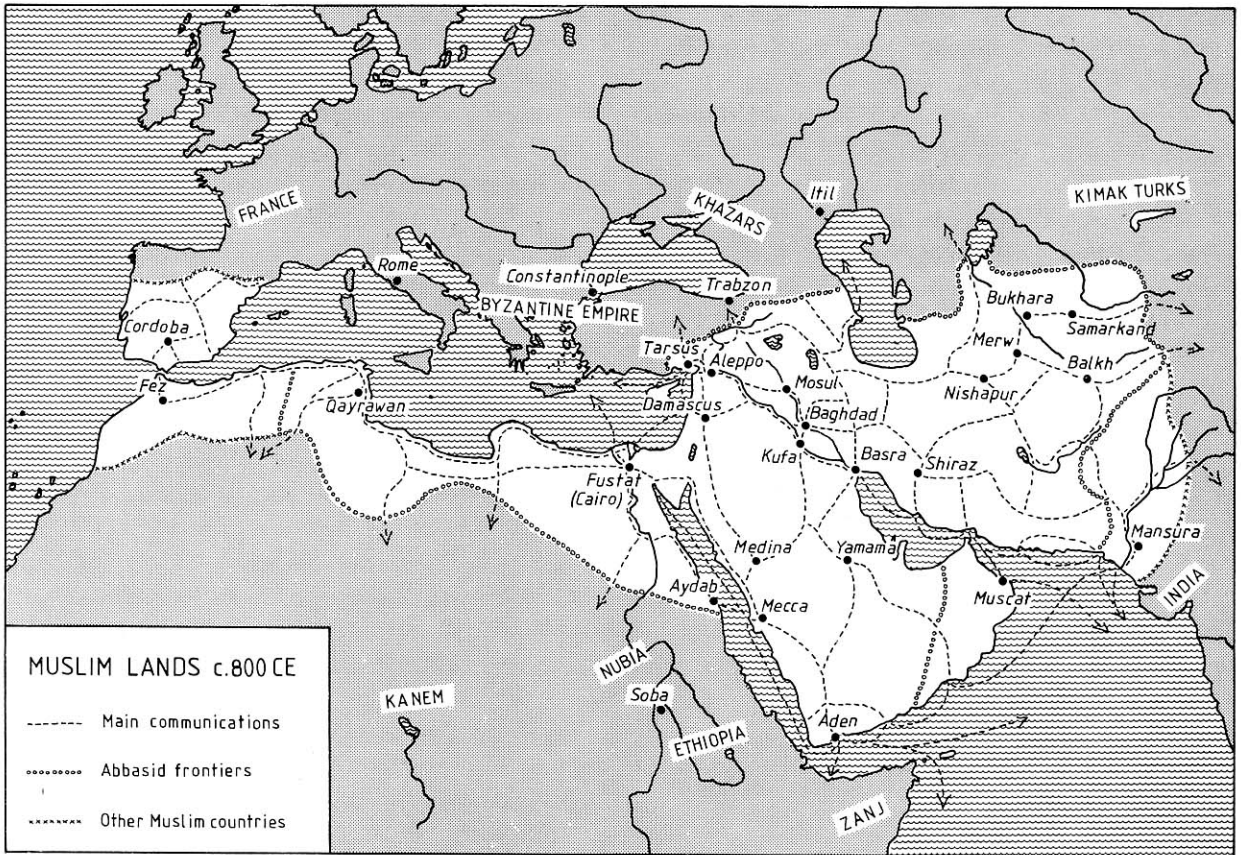 Itil
KIMAK TURKS
KHAZARS
FRANCE
Rome
Constantinople
Trabzon
BYZANTINE EMPIRE
Bukhara
Samarkand
Cordoba
Tarsus
Aleppo
Merw
Balkh
Fez
Qayrawan
Mosul
Nishapur
Damascus
Baghdad
Kufa
Basra
Shiraz
Fustat
(Cairo)
Mansura
Medina
Yamama
Aydab
Mecca
Muscat
INDIA
NUBIA
Soba
KANEM
ETHIOPIA
Aden
ZANJ
MUSLIM LANDS c.800 CE
Main communications
Abbasid frontiers
Other Muslim countries